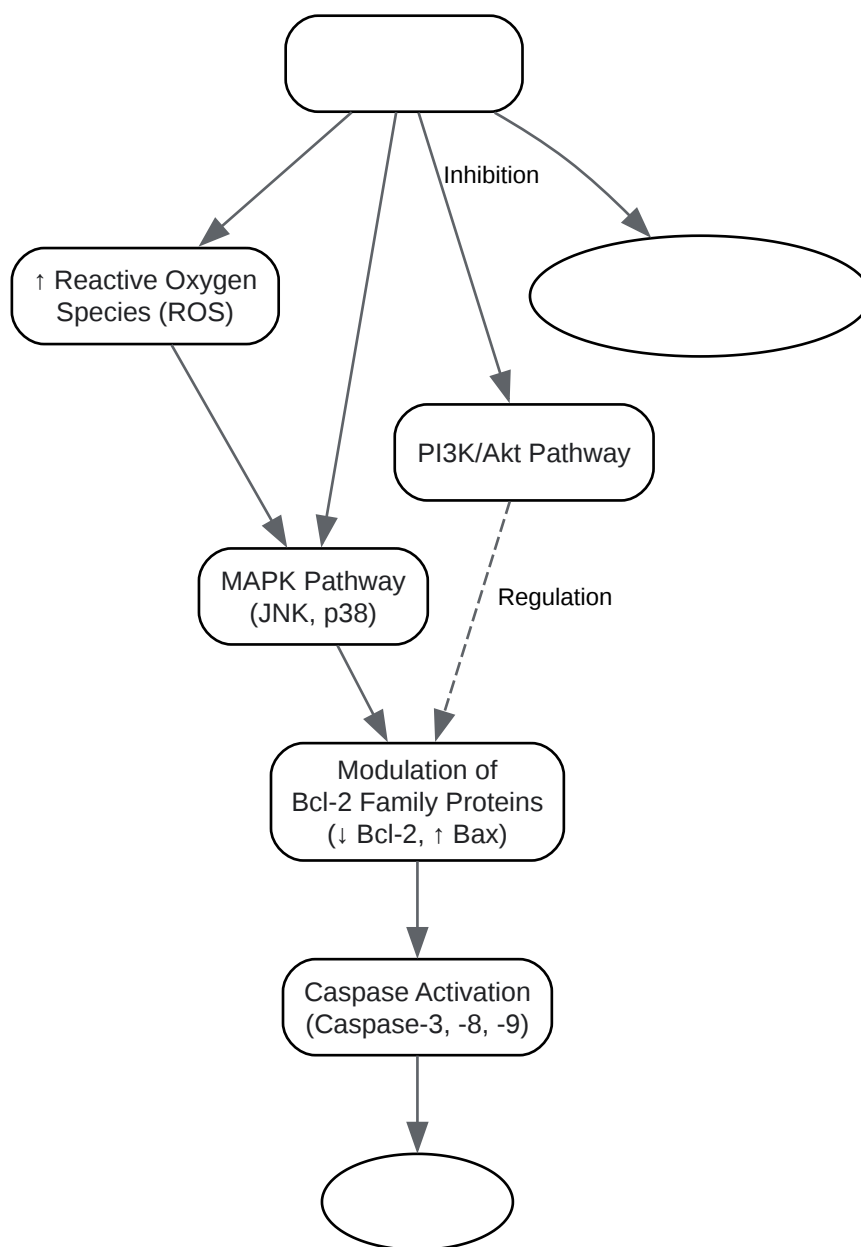 Inhibition
↑ Reactive Oxygen
Species (ROS)
PI3K/Akt Pathway
MAPK Pathway
(JNK, p38)
Regulation
Modulation of
Bcl-2 Family Proteins
(↓ Bcl-2, ↑ Bax)
Caspase Activation
(Caspase-3, -8, -9)